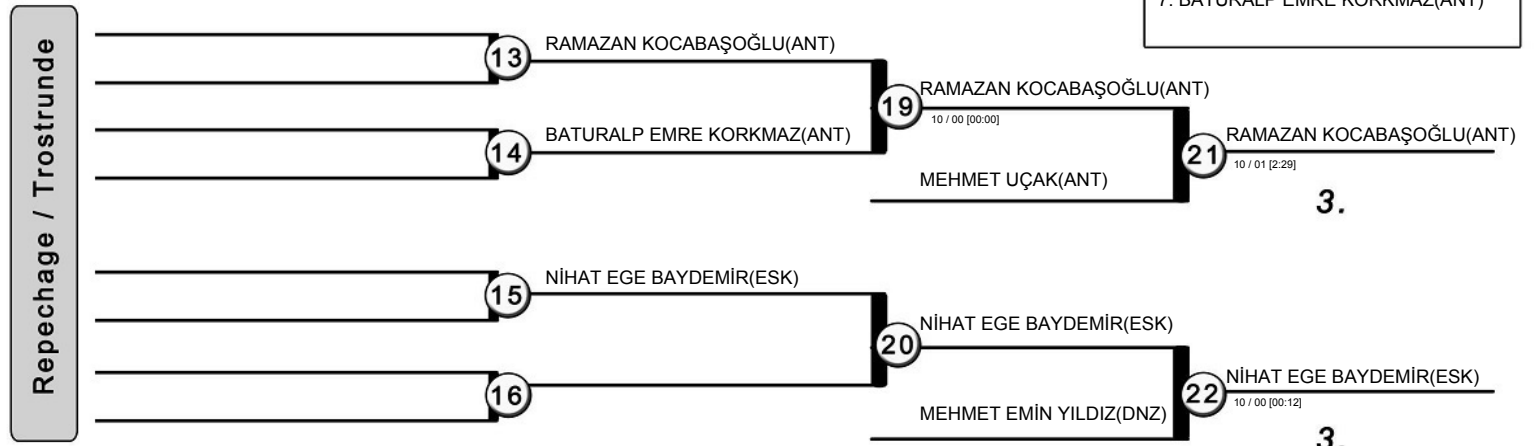 7. BATURALP EMRE KORKMAZ(ANT)
Repechage / Trostrunde
13
RAMAZAN KOCABAŞOĞLU(ANT)
19
RAMAZAN KOCABAŞOĞLU(ANT)
10 / 00 [00:00]
14
BATURALP EMRE KORKMAZ(ANT)
21
RAMAZAN KOCABAŞOĞLU(ANT)
10 / 01 [2:29]
MEHMET UÇAK(ANT)
3.
15
NİHAT EGE BAYDEMİR(ESK)
20
NİHAT EGE BAYDEMİR(ESK)
16
22
NİHAT EGE BAYDEMİR(ESK)
10 / 00 [00:12]
MEHMET EMİN YILDIZ(DNZ)
3.